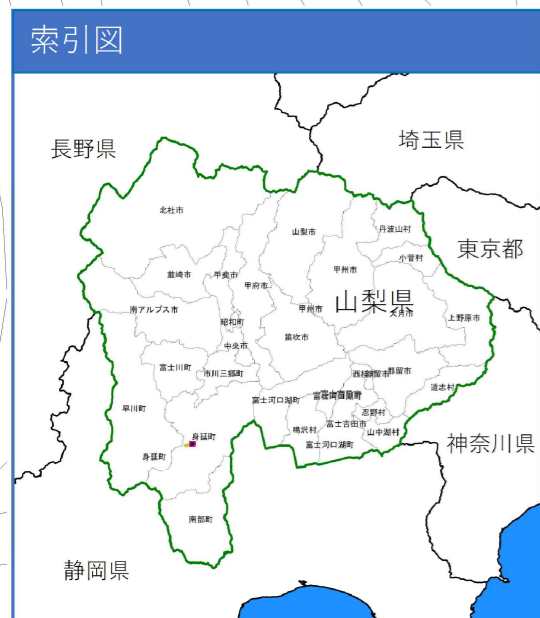 索引図
長野県
埼玉県
北杜市
山梨市
丹波山村
小菅村
東京都
韮崎市
甲斐市
甲府市
甲州市
山梨県
南アルプス市
昭和町
甲州市
大月市
上野原市
中央市
笛吹市
富士川町
市川三郷町
西桂町
都留市
都留市
道志村
早川町
富士河口湖町
忍野村
身延町
鳴沢村
富士吉田市
山中湖村
身延町
富士河口湖町
神奈川県
南部町
静岡県